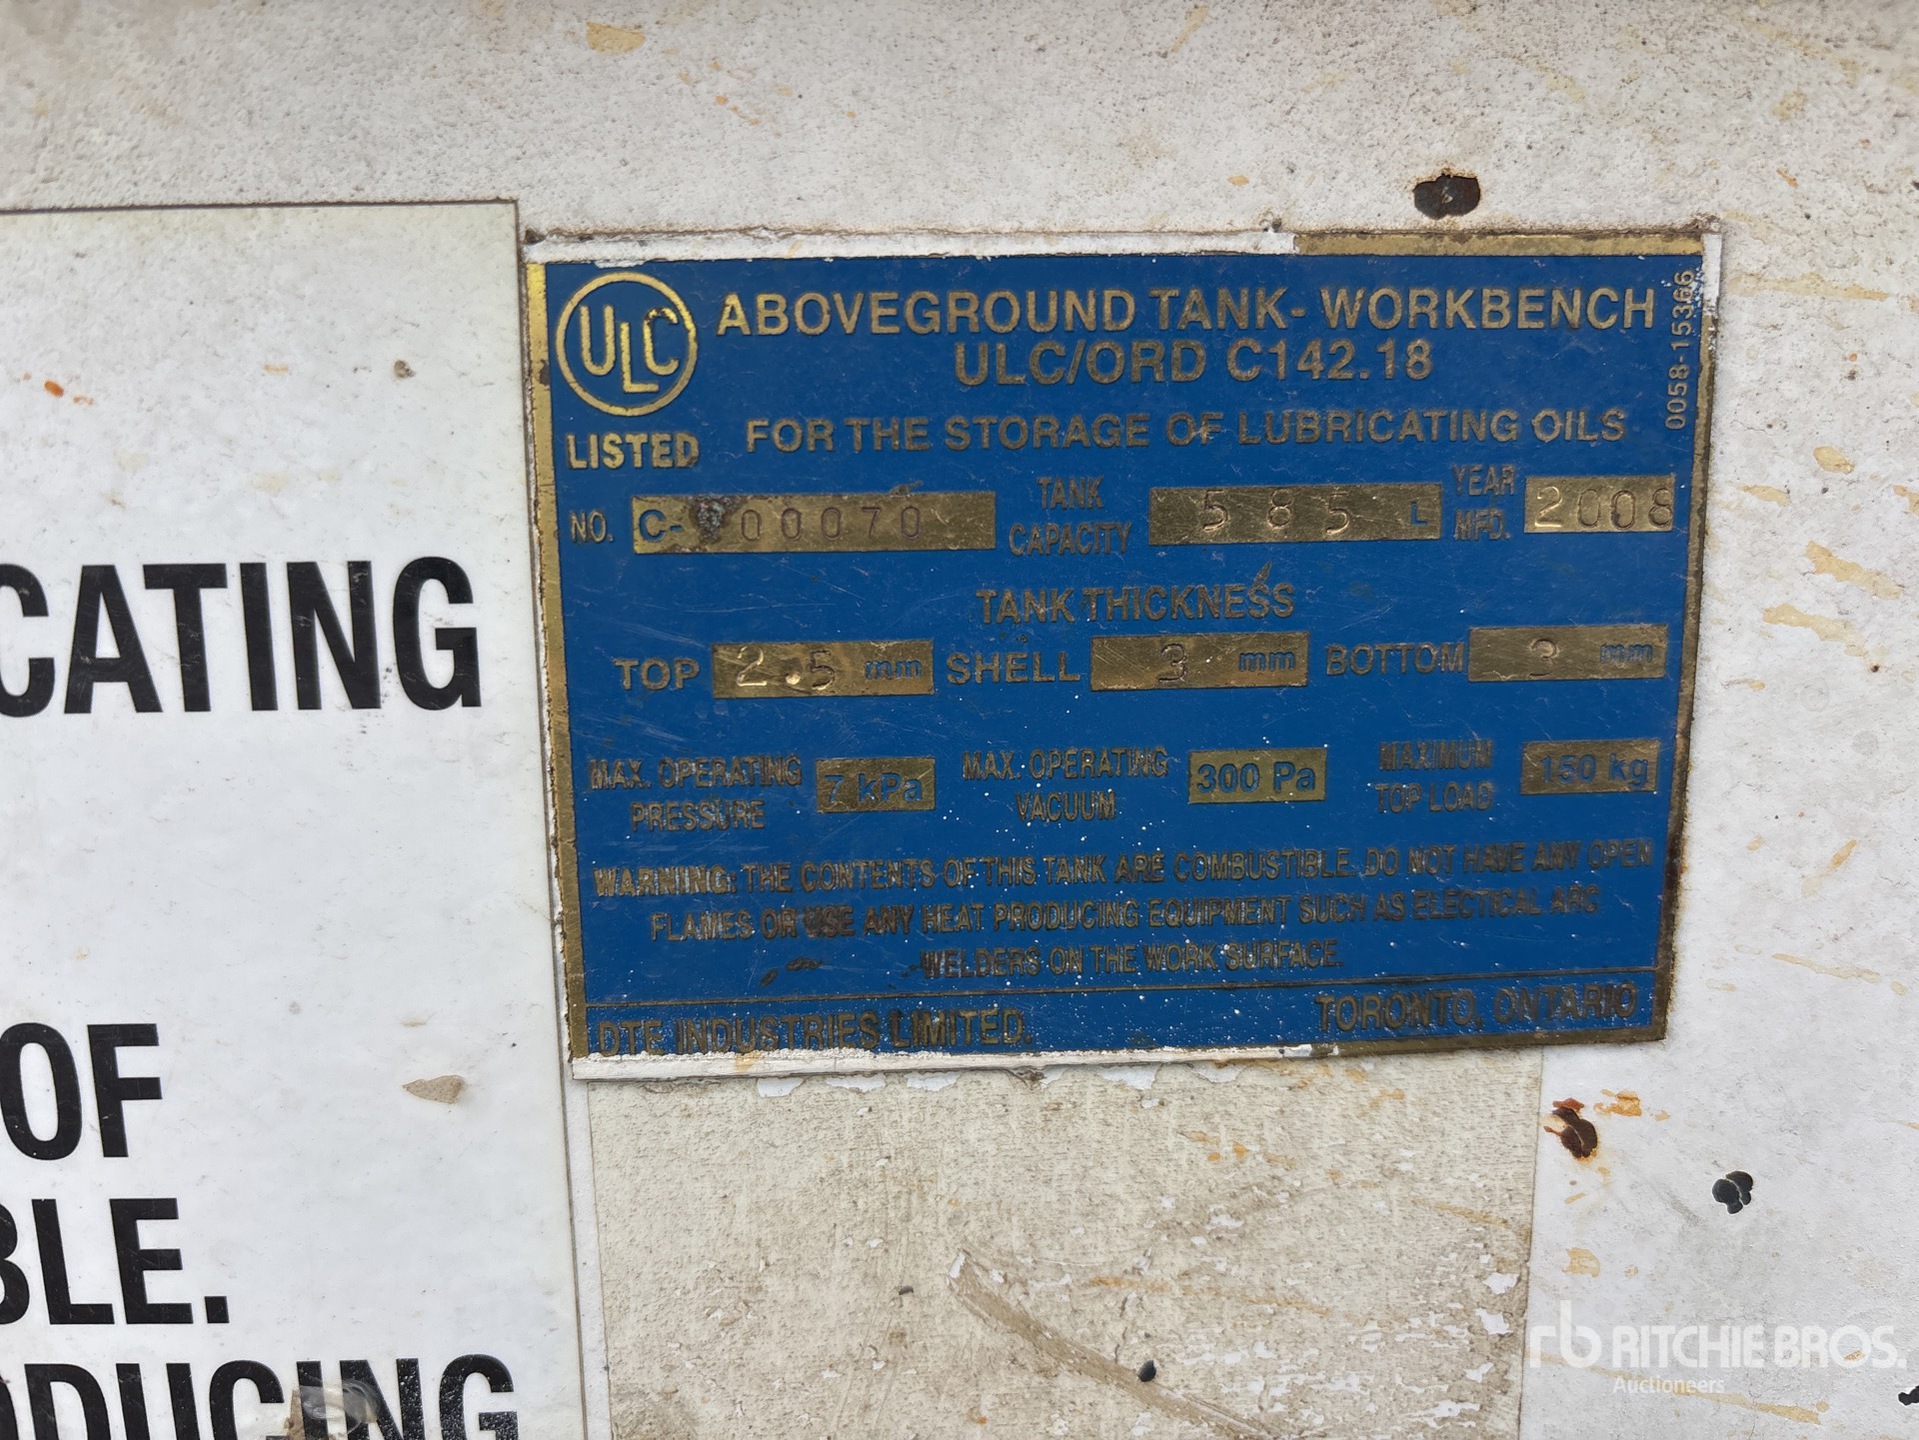 CATING
OF
BLE.
ODUCING
ULC
LISTED
ABOVEGROUND TANK- WORKBENCH
ULC/ORD C142.18
0058-15366
FOR THE STORAGE OF LUBRICATING OILS
NO. C- 00070 TANK CAPACITY 585 L YEAR MFD. 2008
TANK THICKNESS
TOP 2.5 mm SHELL 3 mm BOTTOM 3 mm
MAX. OPERATING PRESSURE 7 kPa MAX. OPERATING VACUUM 300 Pa MAXIMUM TOP LOAD 150 kg
WARNING: THE CONTENTS OF THIS TANK ARE COMBUSTIBLE. DO NOT HAVE ANY OPEN
FLAMES OR USE ANY HEAT PRODUCING EQUIPMENT SUCH AS ELECTICAL ARC
WELDERS ON THE WORK SURFACE.
DTE INDUSTRIES LIMITED. TORONTO, ONTARIO
rb RITCHIE BROS.
Auctioneers